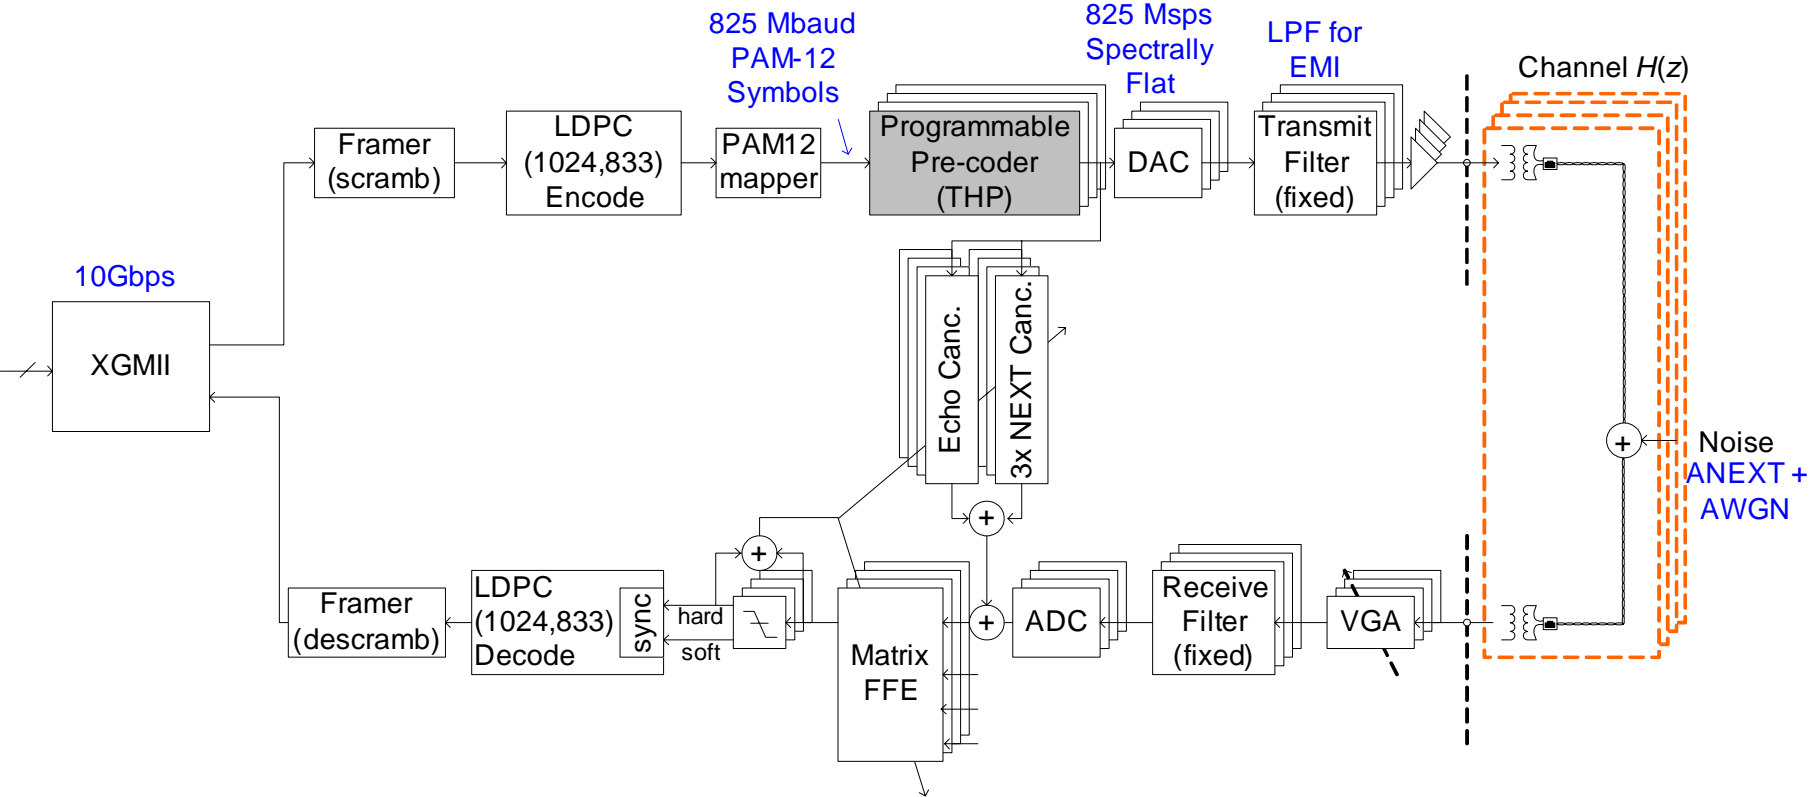 825 Mbaud
PAM-12
Symbols
825 Msps
Spectrally
Flat
LPF for
EMI
Channel H(z)
Framer
(scramb)
LDPC
(1024,833)
Encode
PAM12
mapper
Programmable
Pre-coder
(THP)
DAC
Transmit
Filter
(fixed)
10Gbps
XGMII
Echo Canc.
3x NEXT Canc.
+
Noise
ANEXT +
AWGN
+
+
Framer
(descramb)
LDPC
(1024,833)
Decode
sync
hard
soft
Matrix
FFE
+
ADC
Receive
Filter
(fixed)
VGA